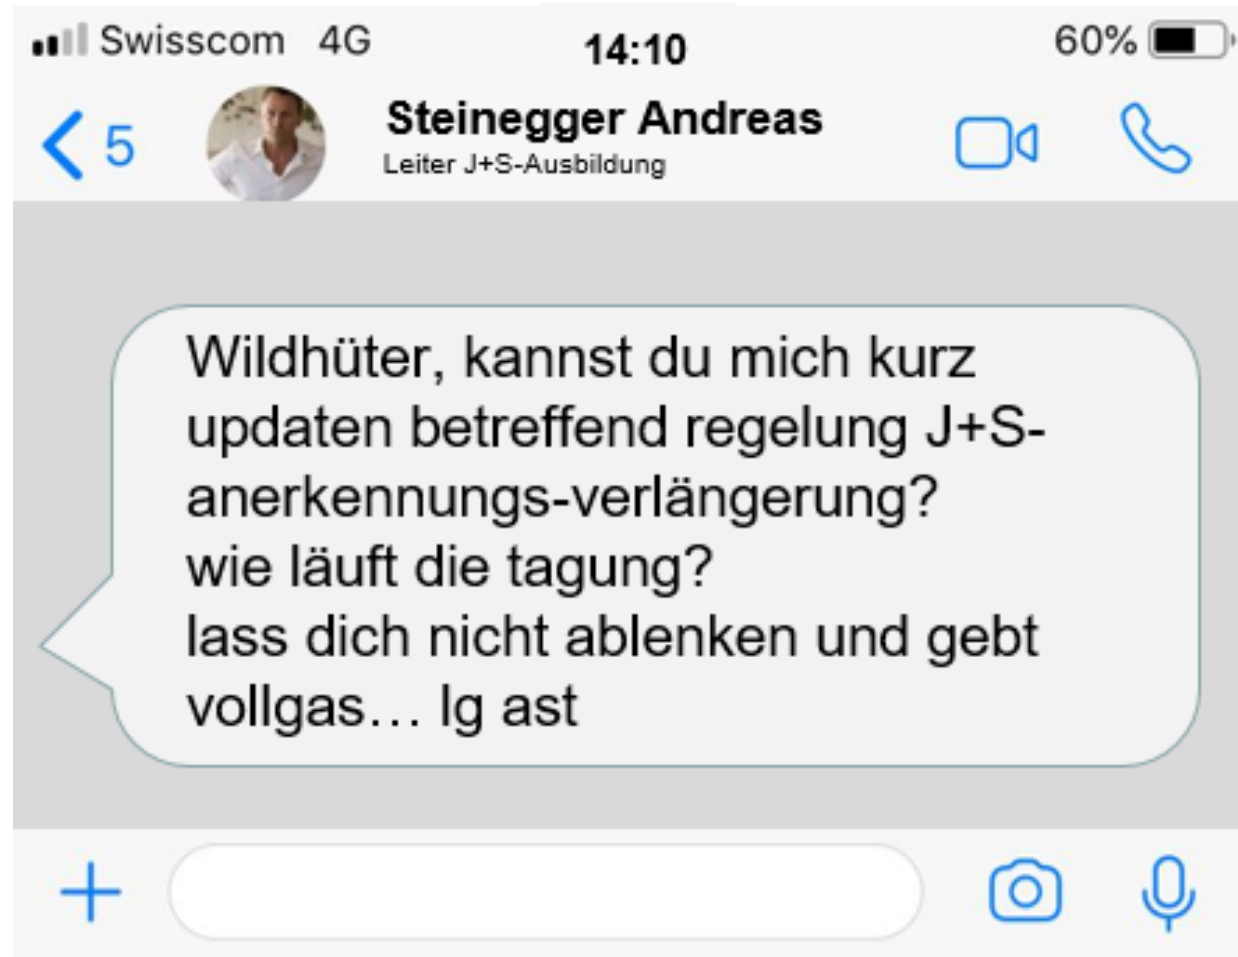 Swisscom 4G 14:10 60%
5 Steinegger Andreas
Leiter J+S-Ausbildung
Wildhüter, kannst du mich kurz
updaten betreffend regelung J+S-
anerkennungs-verlängerung?
wie läuft die tagung?
lass dich nicht ablenken und gebt
vollgas… lg ast